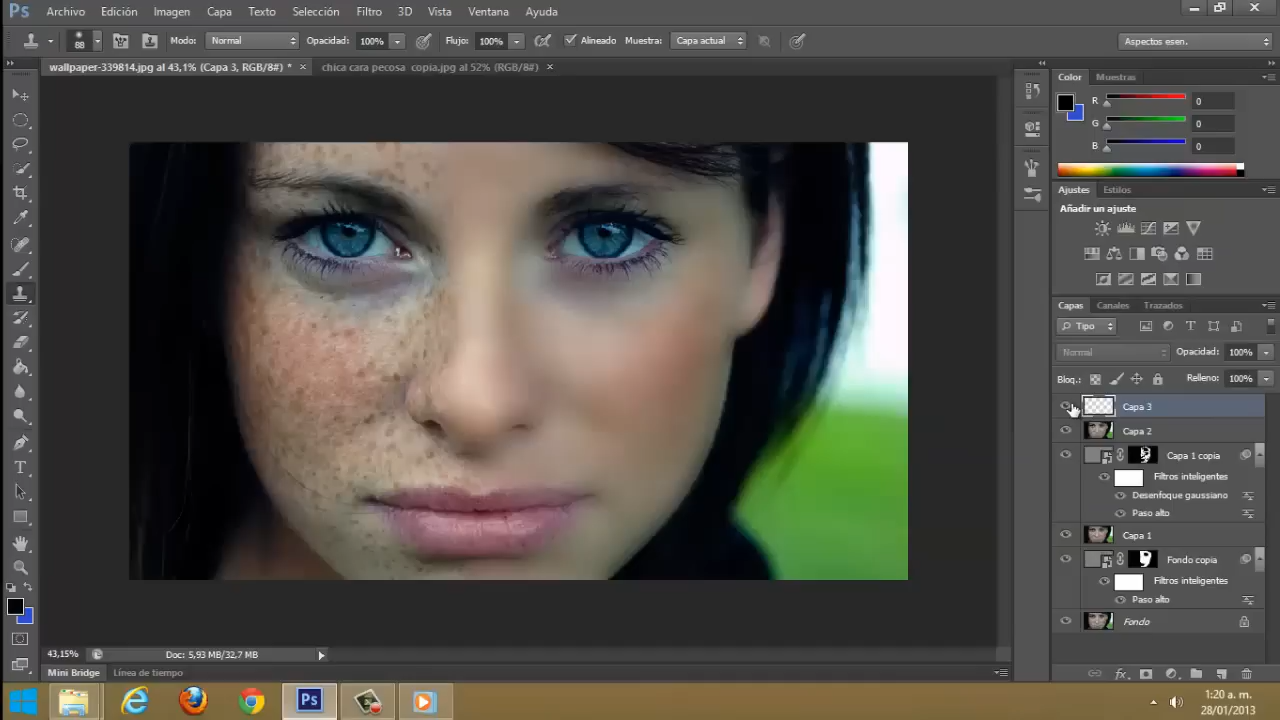 Ps Archivo Edición Imagen Capa Texto Selección Filtro 3D Vista Ventana Ayuda
88 Modo: Normal Opacidad: 100% Flujo: 100% Alineado Muestra: Capa actual Aspectos esen.
wallpaper-339814.jpg al 43,1% (Capa 3, RGB/8#) * × chica cara pecosa copia.jpg al 52% (RGB/8#) ×
Color Muestras
R 0
G 0
B 0
Ajustes Estilos
Añadir un ajuste
Capas Canales Trazados
Tipo
Normal Opacidad: 100%
Bloq.: Relleno: 100%
Capa 3
Capa 2
Capa 1 copia
Filtros inteligentes
Desenfoque gaussiano
Paso alto
Capa 1
Fondo copia
Filtros inteligentes
Paso alto
Fondo
43,15% Doc: 5,93 MB/32,7 MB
Mini Bridge Línea de tiempo
fx
Ps
1:20 a. m.
28/01/2013